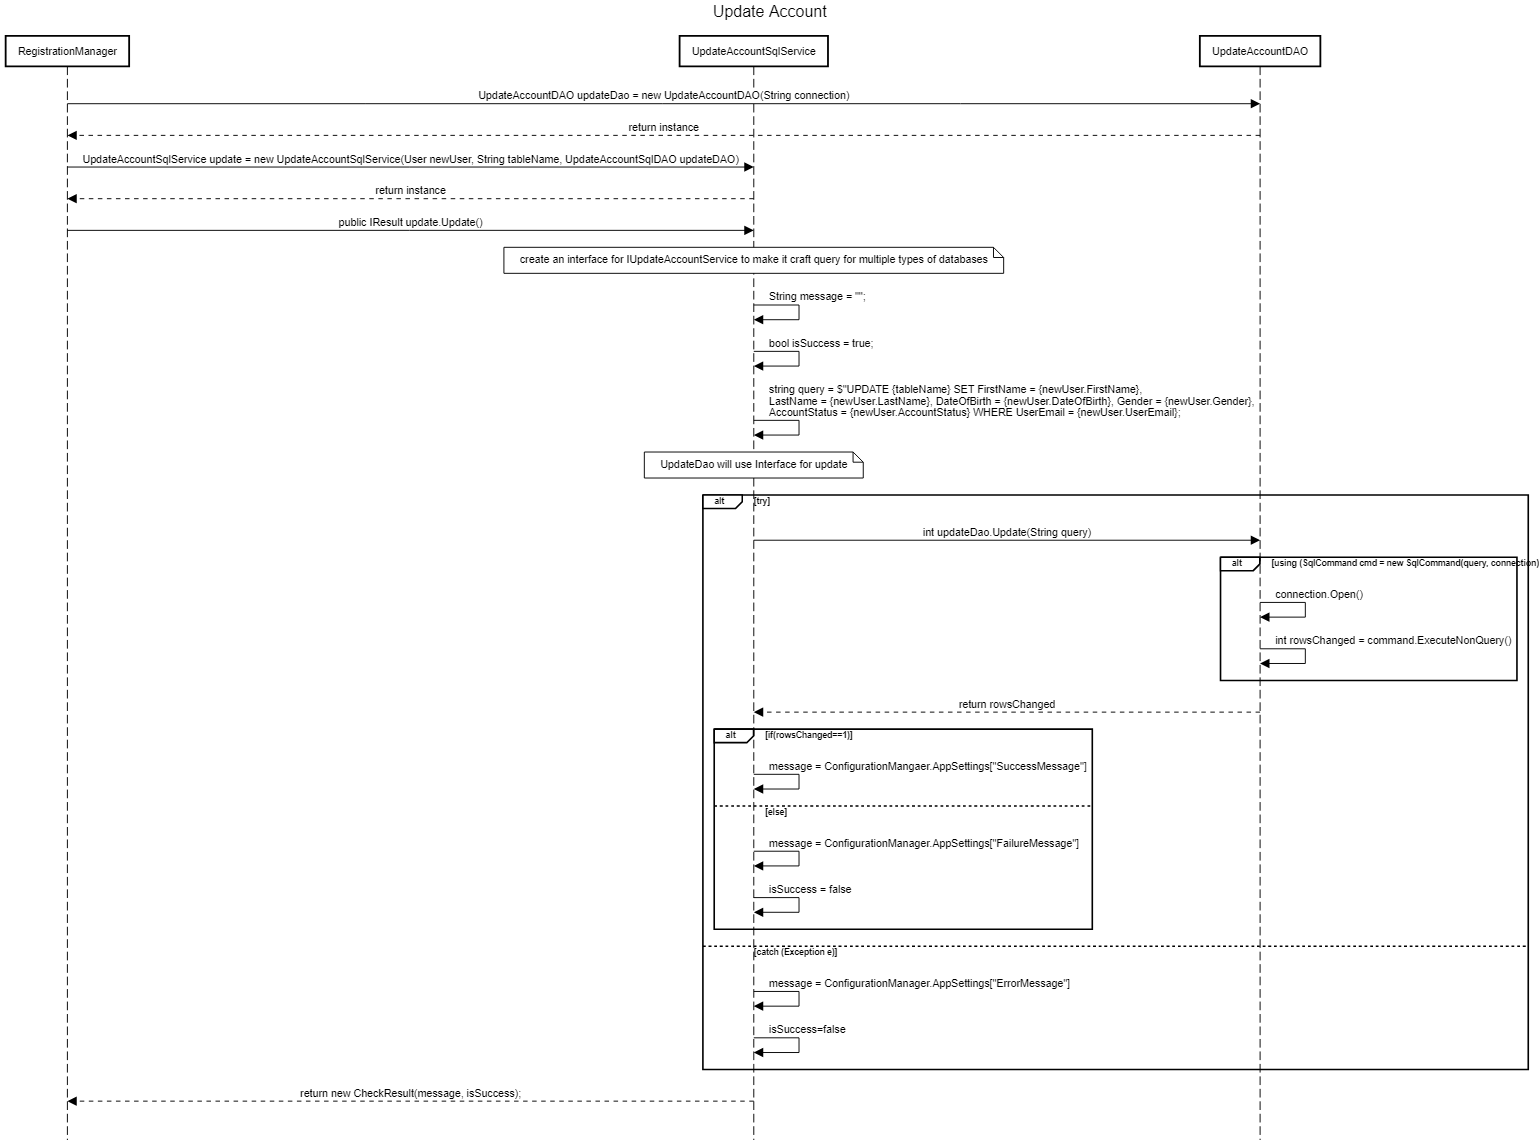 Update Account
RegistrationManager
UpdateAccountSqlService
UpdateAccountDAO
UpdateAccountDAO updateDao = new UpdateAccountDAO(String connection)
return instance
UpdateAccountSqlService update = new UpdateAccountSqlService(User newUser, String tableName, UpdateAccountSqlDAO updateDAO)
return instance
public IResult update.Update()
create an interface for IUpdateAccountService to make it craft query for multiple types of databases
String message = "";
bool isSuccess = true;
string query = $"UPDATE {tableName} SET FirstName = {newUser.FirstName},
LastName = {newUser.LastName}, DateOfBirth = {newUser.DateOfBirth}, Gender = {newUser.Gender},
AccountStatus = {newUser.AccountStatus} WHERE UserEmail = {newUser.UserEmail};
UpdateDao will use Interface for update
alt [try]
int updateDao.Update(String query)
alt [using (SqlCommand cmd = new SqlCommand(query, connection)
connection.Open()
int rowsChanged = command.ExecuteNonQuery()
return rowsChanged
alt [if(rowsChanged==1)]
message = ConfigurationMangaer.AppSettings["SuccessMessage"]
[else]
message = ConfigurationManager.AppSettings["FailureMessage"]
isSuccess = false
[catch (Exception e)]
message = ConfigurationManager.AppSettings["ErrorMessage"]
isSuccess=false
return new CheckResult(message, isSuccess);